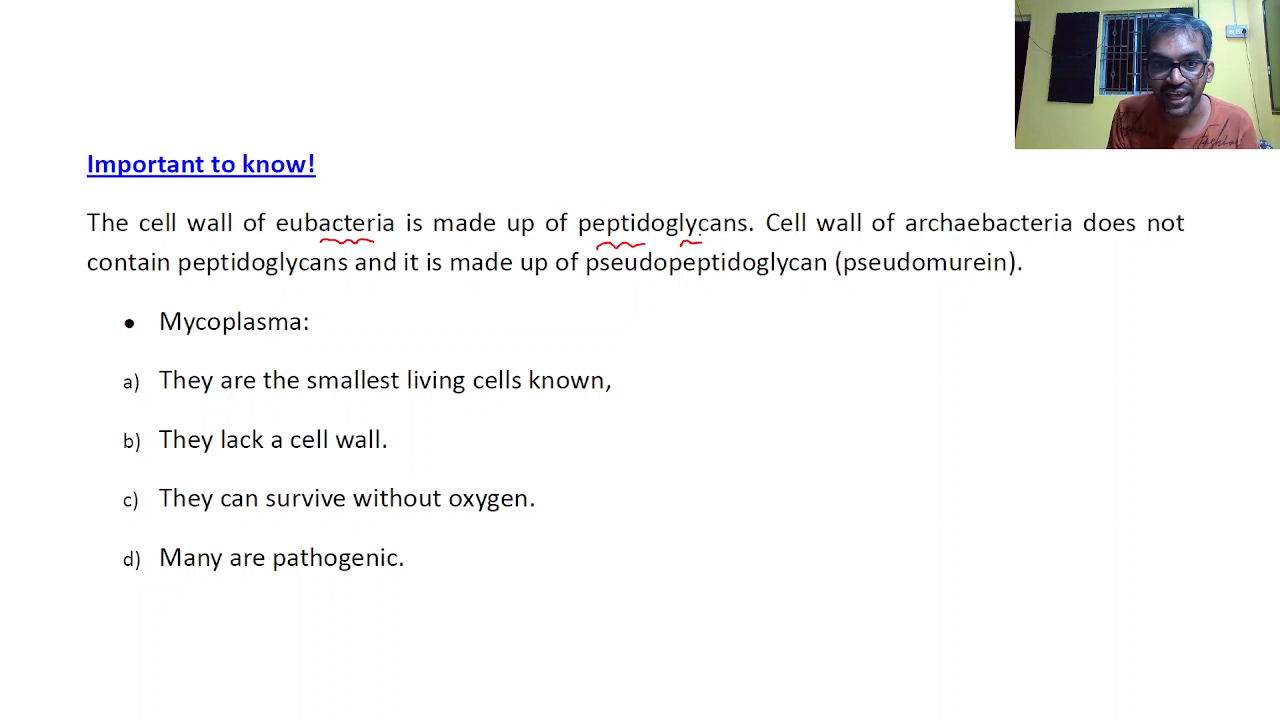 Important to know!
The cell wall of eubacteria is made up of peptidoglycans. Cell wall of archaebacteria does not
contain peptidoglycans and it is made up of pseudopeptidoglycan (pseudomurein).
● Mycoplasma:
a) They are the smallest living cells known,
b) They lack a cell wall.
c) They can survive without oxygen.
d) Many are pathogenic.
fashion